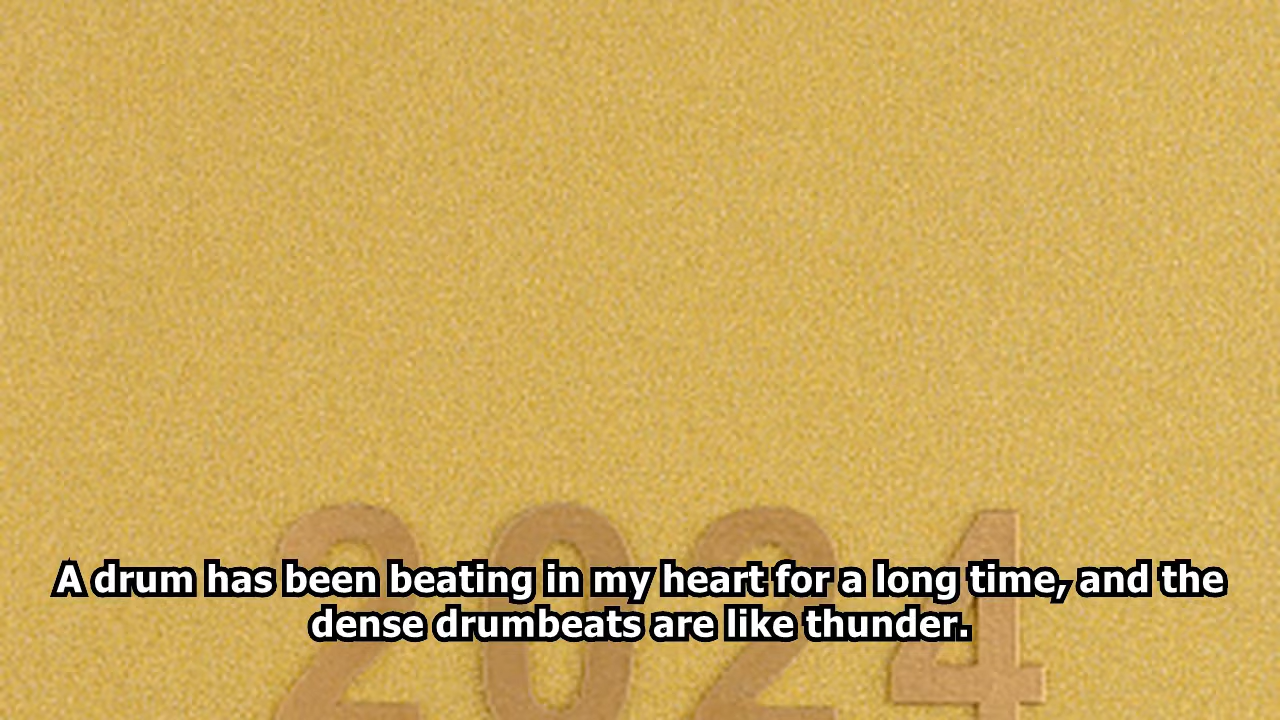 2024
A drum has been beating in my heart for a long time, and the
dense drumbeats are like thunder.